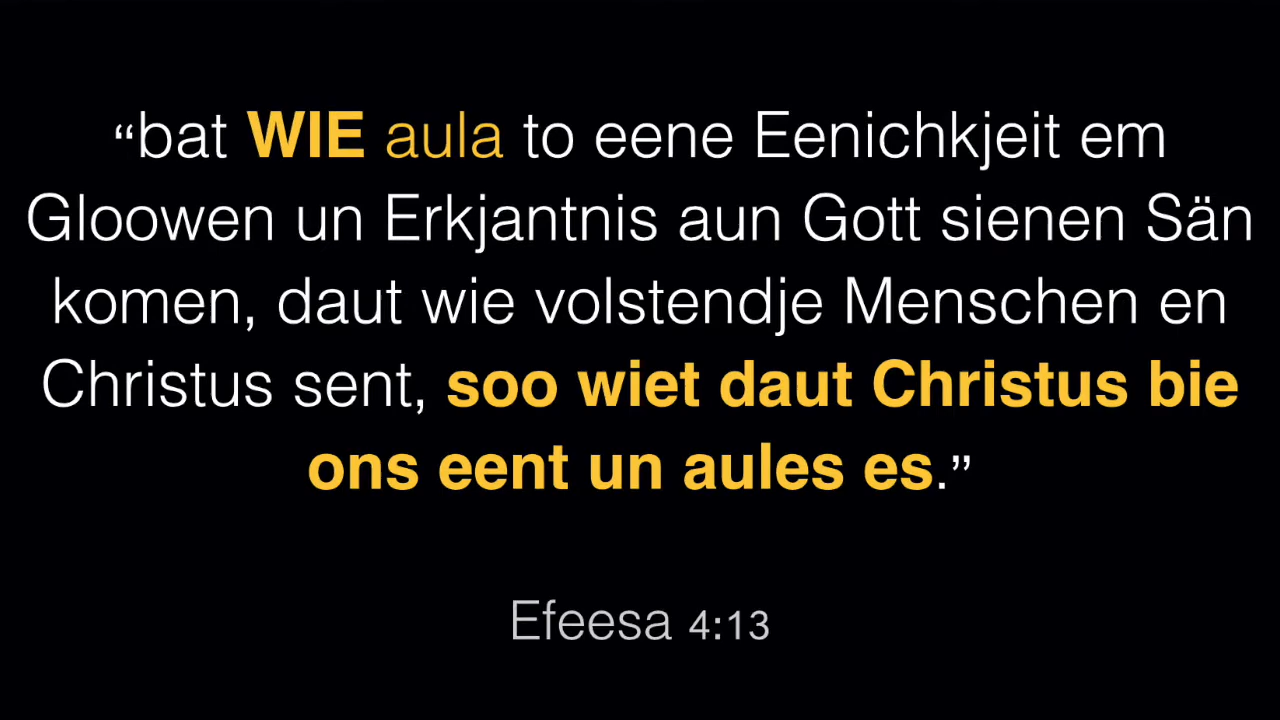 “bat WIE aula to eene Eenichkjeit em
Gloowen un Erkjantnis aun Gott sienen Sän
komen, daut wie volstendje Menschen en
Christus sent, soo wiet daut Christus bie
ons eent un aules es.”
Efeesa 4:13